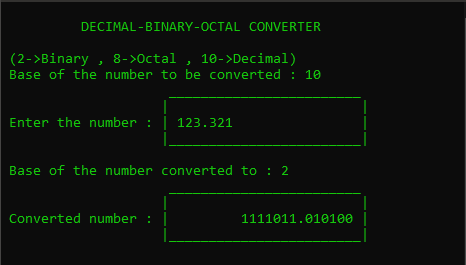 DECIMAL-BINARY-OCTAL CONVERTER
(2->Binary , 8->Octal , 10->Decimal)
Base of the number to be converted : 10
Enter the number : | 123.321 |
Base of the number converted to : 2
Converted number : | 1111011.010100 |